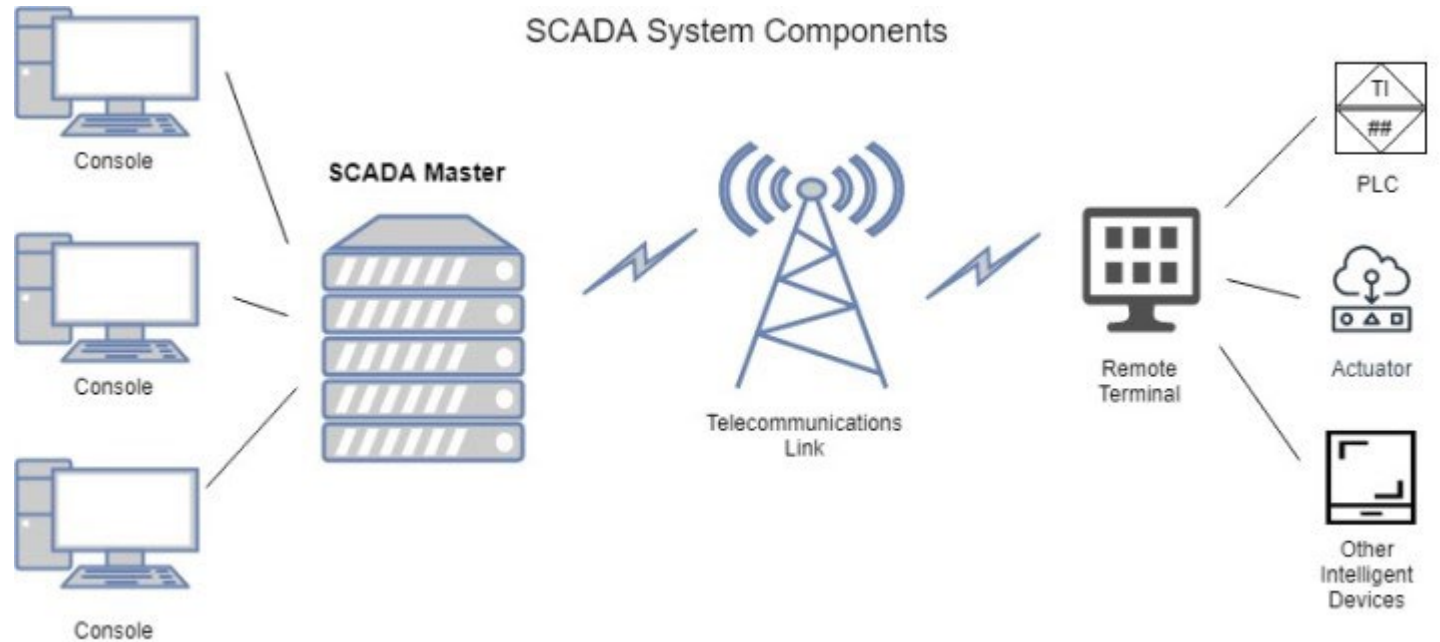 SCADA System Components
Console
Console
Console
SCADA Master
Telecommunications
Link
Remote
Terminal
TI
##
PLC
Actuator
Other
Intelligent
Devices